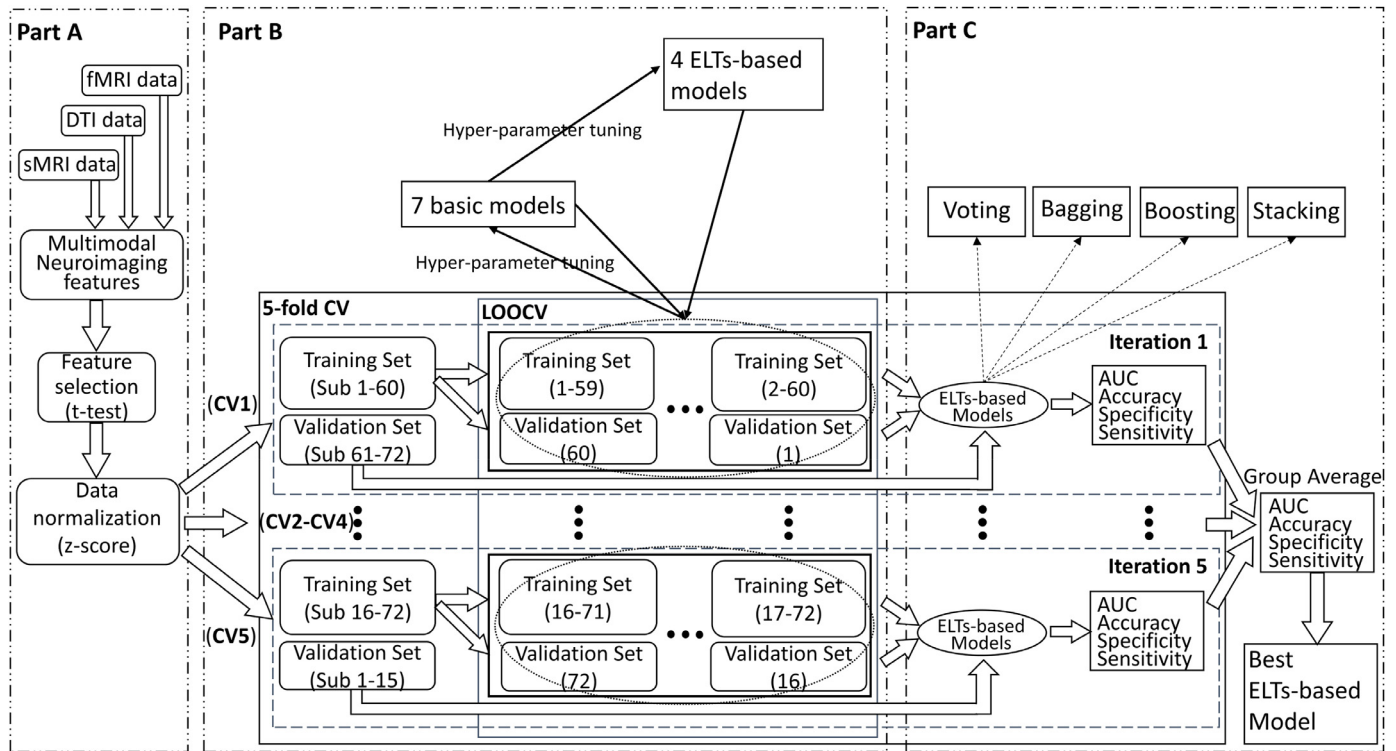 Part A
fMRI data
DTI data
sMRI data
Multimodal
Neuroimaging
features
Feature
selection
(t-test)
Data
normalization
(z-score)
Part B
4 ELTs-based
models
Hyper-parameter tuning
7 basic models
Hyper-parameter tuning
5-fold CV
LOOCV
(CV1)
Training Set
(Sub 1-60)
Validation Set
(Sub 61-72)
Training Set
(1-59)
Validation Set
(60)
Training Set
(2-60)
Validation Set
(1)
(CV2-CV4)
(CV5)
Training Set
(Sub 16-72)
Validation Set
(Sub 1-15)
Training Set
(16-71)
Validation Set
(72)
Training Set
(17-72)
Validation Set
(16)
Part C
Voting
Bagging
Boosting
Stacking
Iteration 1
ELTs-based
Models
AUC
Accuracy
Specificity
Sensitivity
Iteration 5
ELTs-based
Models
AUC
Accuracy
Specificity
Sensitivity
Group Average
AUC
Accuracy
Specificity
Sensitivity
Best
ELTs-based
Model